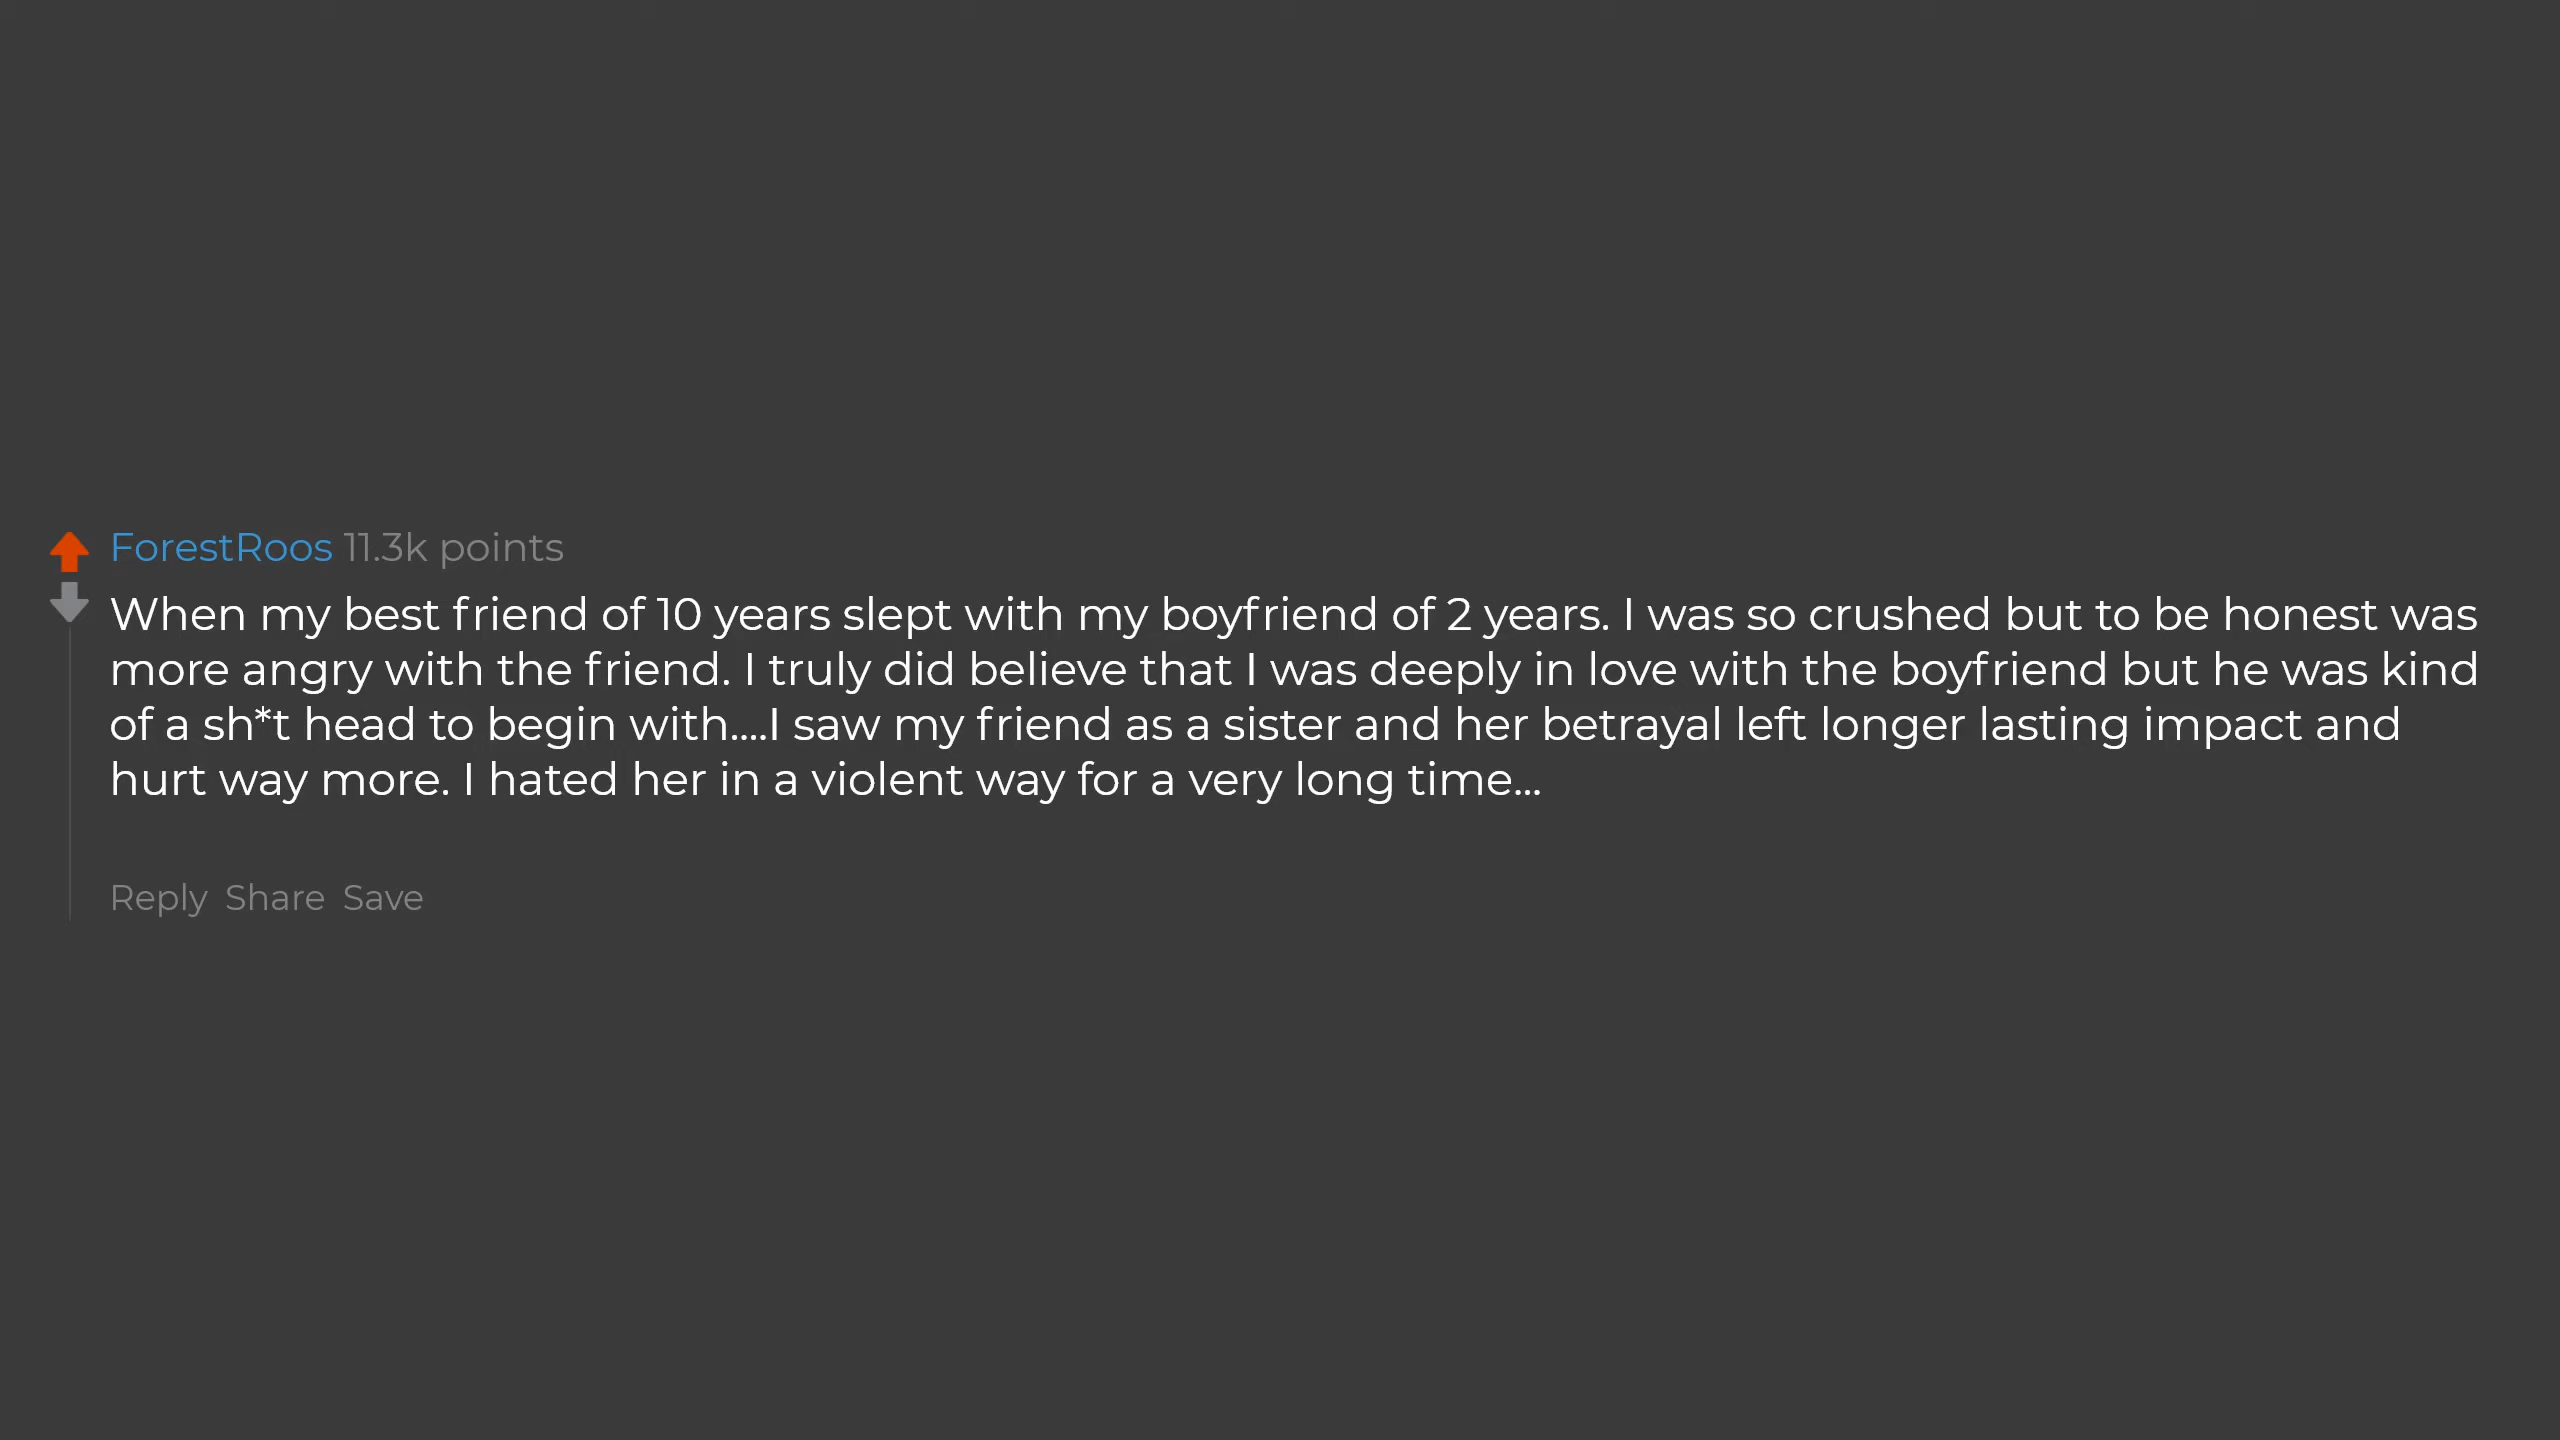 ForestRoos 11.3k points
When my best friend of 10 years slept with my boyfriend of 2 years. I was so crushed but to be honest was
more angry with the friend. I truly did believe that I was deeply in love with the boyfriend but he was kind
of a sh*t head to begin with....I saw my friend as a sister and her betrayal left longer lasting impact and
hurt way more. I hated her in a violent way for a very long time...
Reply Share Save